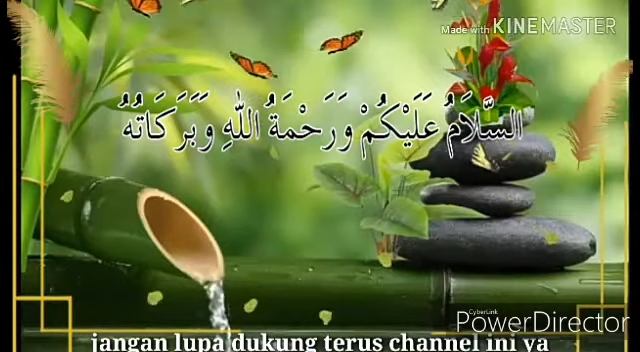 Made with KINEMASTER
السَّلَامُ عَلَيْكُمْ وَرَحْمَةُ اللهِ وَبَرَكَاتُهُ
CyberLink
PowerDirector
jangan lupa dukung terus channel ini ya